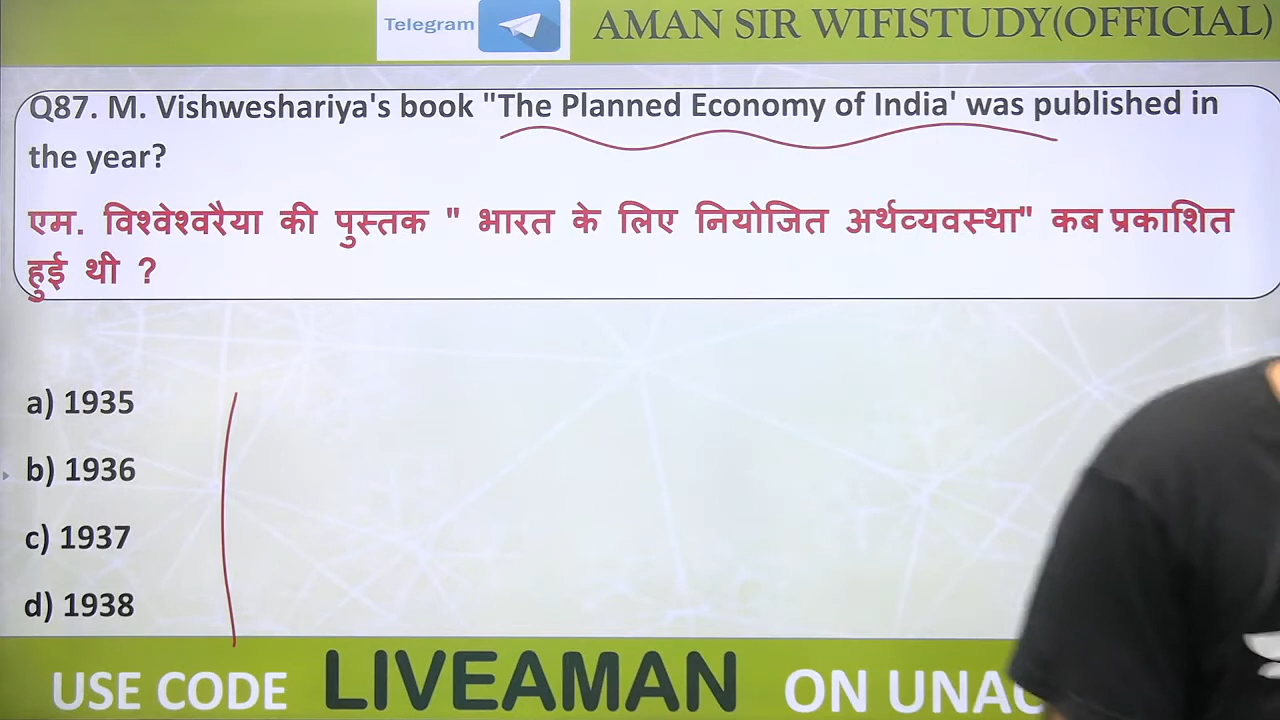 Telegram
AMAN SIR WIFISTUDY(OFFICIAL)
Q87. M. Vishweshariya's book "The Planned Economy of India' was published in
the year?
एम. विश्वेश्वरैया की पुस्तक " भारत के लिए नियोजित अर्थव्यवस्था" कब प्रकाशित
हुई थी ?
a) 1935
b) 1936
c) 1937
d) 1938
USE CODE LIVEAMAN ON UNAC